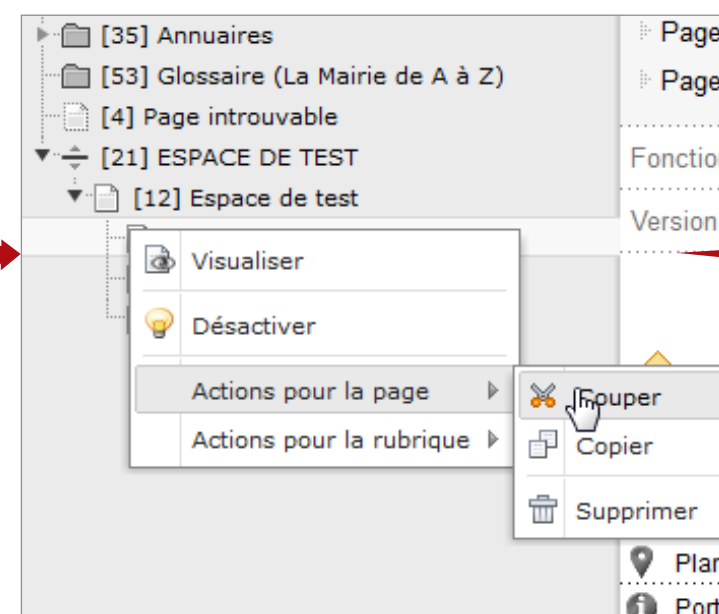 [35] Annuaires
[53] Glossaire (La Mairie de A à Z)
[4] Page introuvable
[21] ESPACE DE TEST
[12] Espace de test
Visualiser
Désactiver
Actions pour la page
Actions pour la rubrique
Couper
Copier
Supprimer
Page
Page
Fonction
Version
Plan
Port